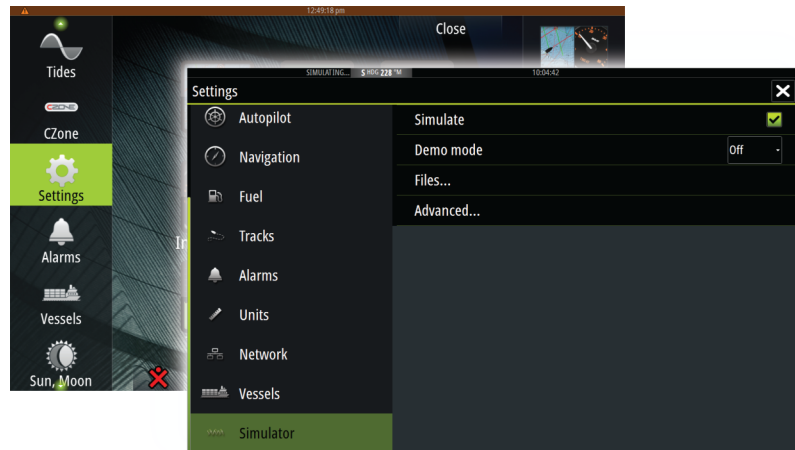 12:49:18 pm
Close
Tides
CZONE
CZone
Settings
Alarms
Vessels
Sun, Moon
SIMULATING... S HDG 228 °M 10:04:42
Settings
Autopilot
Navigation
Fuel
Tracks
Alarms
Units
Network
Vessels
Simulator
Simulate
Demo mode Off
Files...
Advanced...